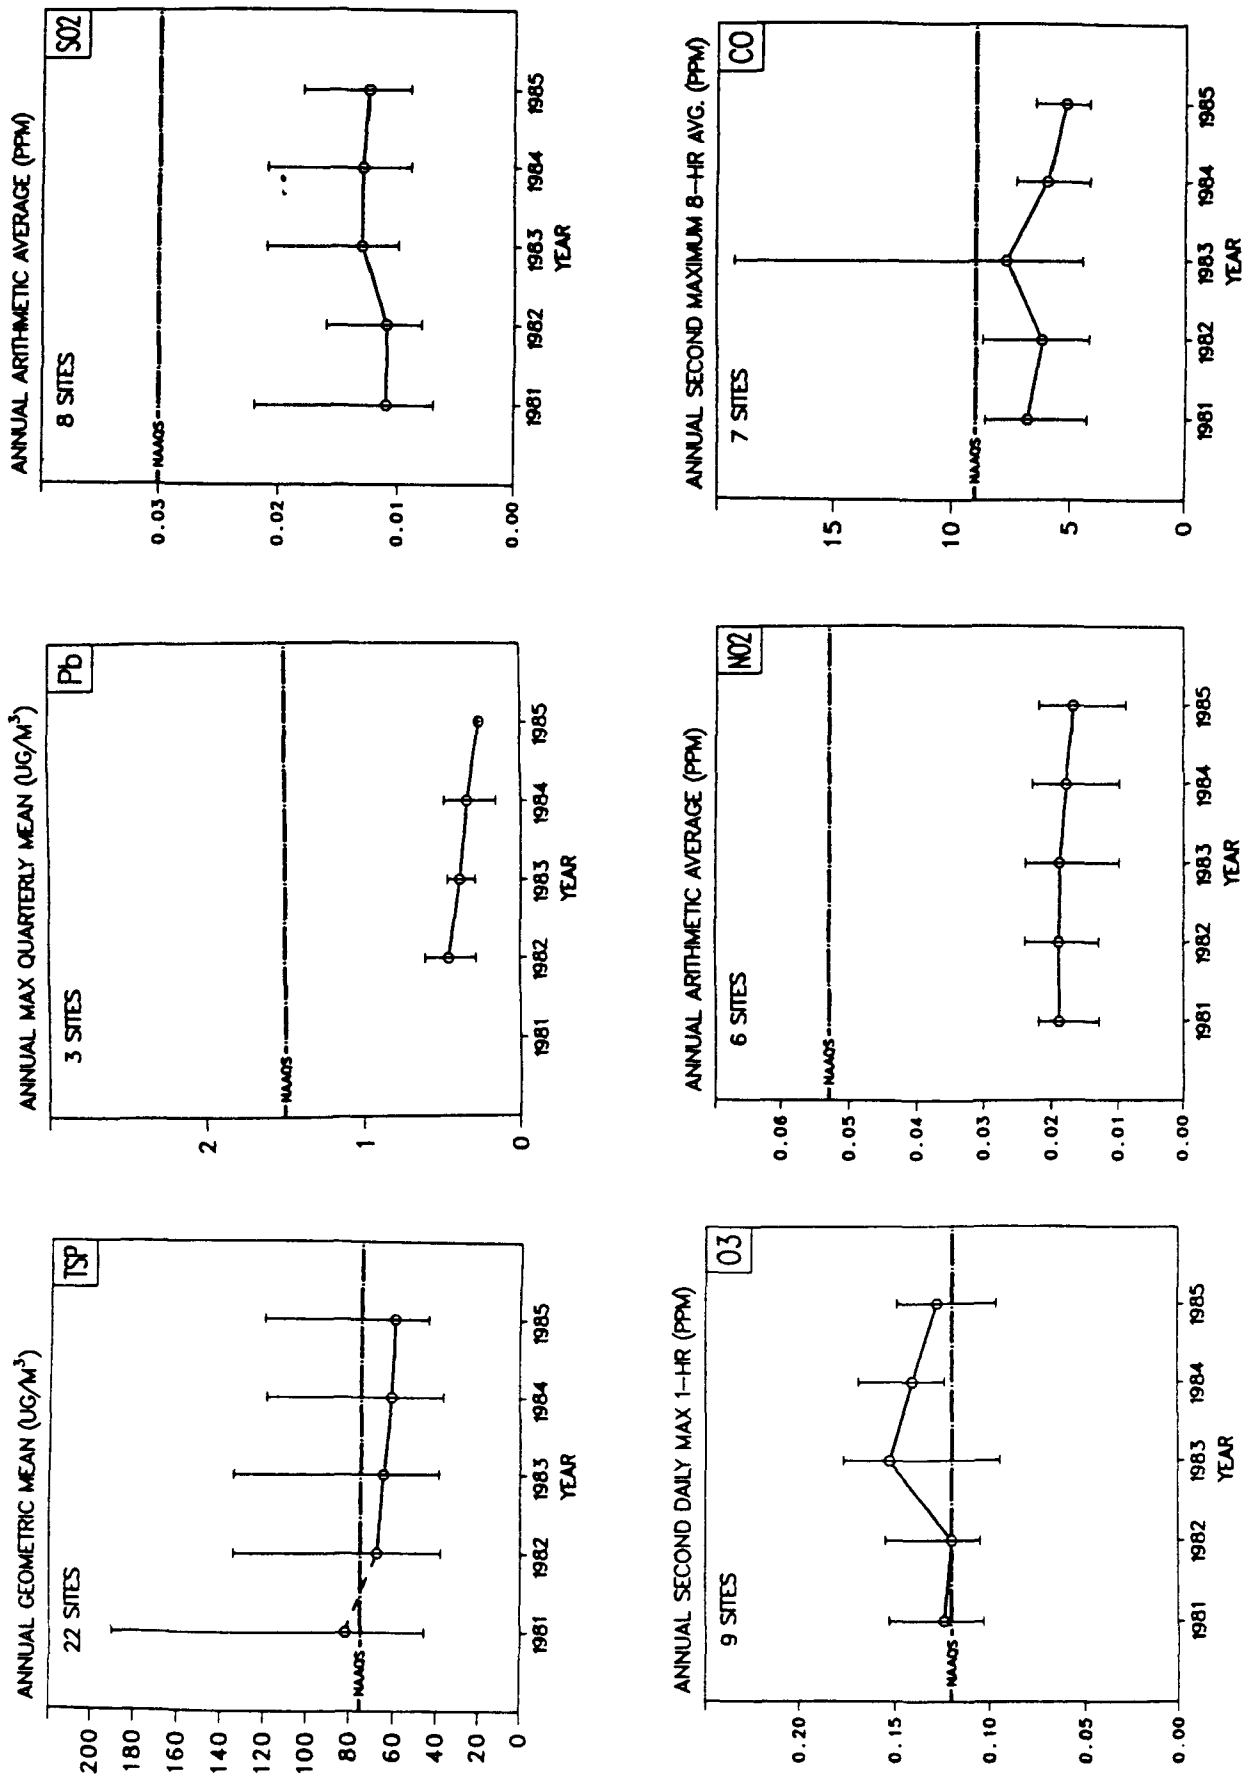 ANNUAL GEOMETRIC MEAN (UG/M³)
TSP
22 SITES
200
180
160
140
120
100
80
60
40
20
0
NAAQS
1981 1982 1983 1984 1985
YEAR
ANNUAL MAX QUARTERLY MEAN (UG/M³)
Pb
3 SITES
2
1
0
NAAQS
1981 1982 1983 1984 1985
YEAR
ANNUAL ARITHMETIC AVERAGE (PPM)
SO2
8 SITES
0.03
0.02
0.01
0.00
NAAQS
1981 1982 1983 1984 1985
YEAR
ANNUAL SECOND DAILY MAX 1-HR (PPM)
O3
9 SITES
0.20
0.15
0.10
0.05
0.00
NAAQS
1981 1982 1983 1984 1985
YEAR
ANNUAL ARITHMETIC AVERAGE (PPM)
NO2
6 SITES
0.06
0.05
0.04
0.03
0.02
0.01
0.00
NAAQS
1981 1982 1983 1984 1985
YEAR
ANNUAL SECOND MAXIMUM 8-HR AVG. (PPM)
CO
7 SITES
15
10
5
0
NAAQS
1981 1982 1983 1984 1985
YEAR